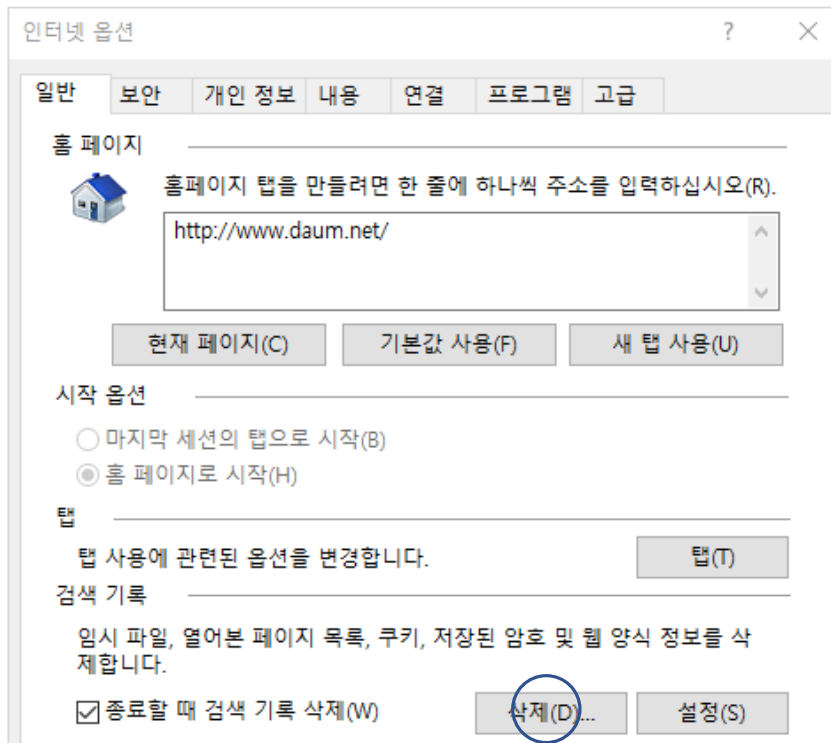 인터넷 옵션 ?
일반 보안 개인 정보 내용 연결 프로그램 고급
홈 페이지
홈페이지 탭을 만들려면 한 줄에 하나씩 주소를 입력하십시오(R).
http://www.daum.net/
현재 페이지(C) 기본값 사용(F) 새 탭 사용(U)
시작 옵션
마지막 세션의 탭으로 시작(B)
홈 페이지로 시작(H)
탭
탭 사용에 관련된 옵션을 변경합니다. 탭(T)
검색 기록
임시 파일, 열어본 페이지 목록, 쿠키, 저장된 암호 및 웹 양식 정보를 삭
제합니다.
종료할 때 검색 기록 삭제(W) 삭제(D)... 설정(S)